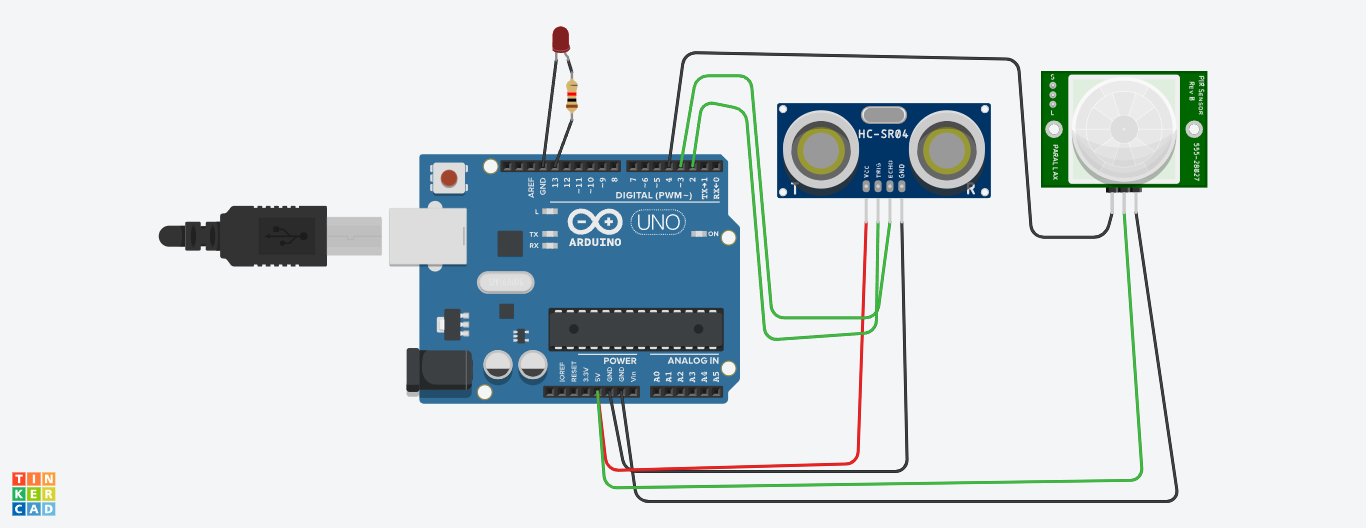 AREF
GND
13
12
~11
~10
~9
8
7
~6
~5
4
~3
2
TX→1
RX←0
DIGITAL (PWM~)
L
TX
RX
ARDUINO
UNO
ON
POWER
ANALOG IN
IOREF
RESET
3.3V
5V
GND
GND
Vin
A0
A1
A2
A3
A4
A5
HC-SR04
VCC
TRIG
ECHO
GND
T
R
S
L
PARALLAX
PIR SENSOR
Rev B
555-28027
TIN
KER
CAD